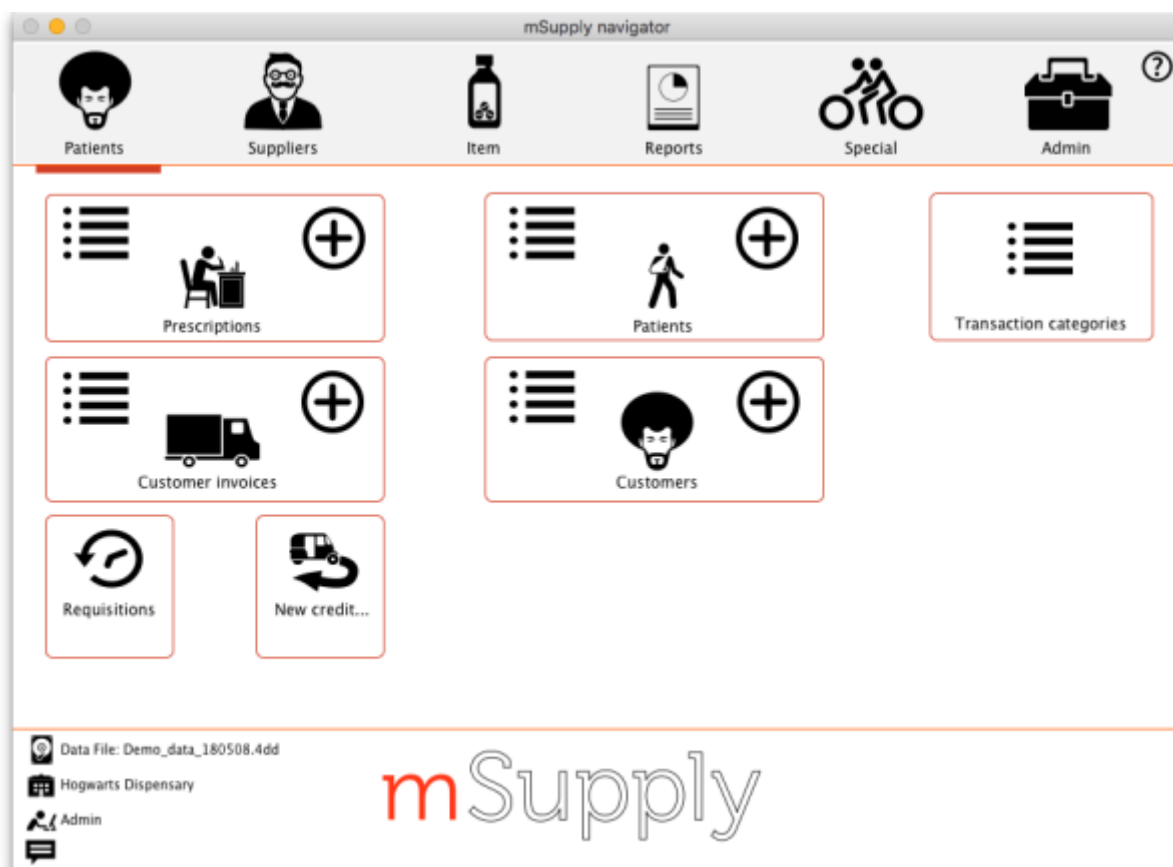 mSupply navigator
Patients
Suppliers
Item
Reports
Special
Admin
?
Prescriptions
Patients
Transaction categories
Customer invoices
Customers
Requisitions
New credit...
Data File: Demo_data_180508.4dd
Hogwarts Dispensary
Admin
mSupply